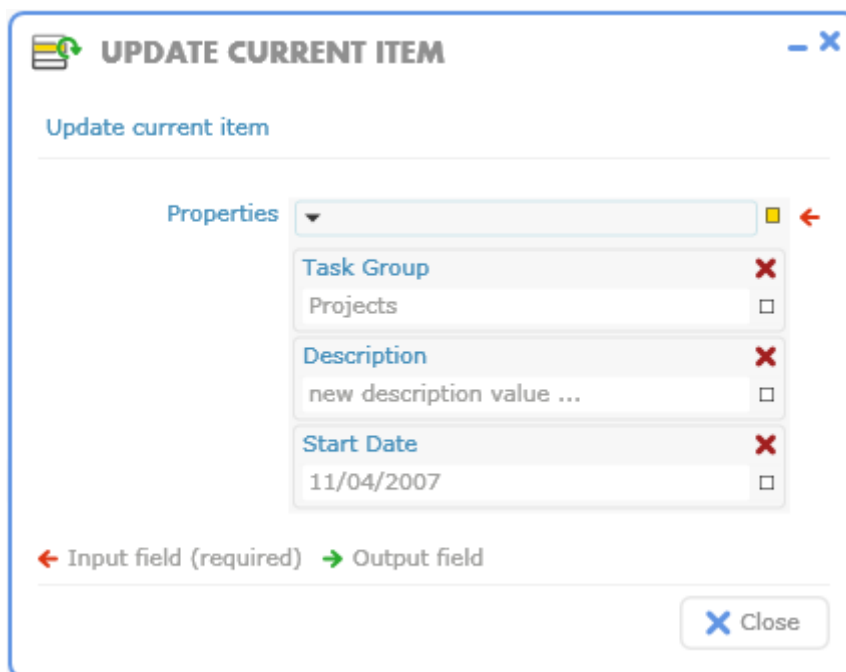 UPDATE CURRENT ITEM
Update current item
Properties
Task Group
Projects
Description
new description value ...
Start Date
11/04/2007
Input field (required) Output field
Close